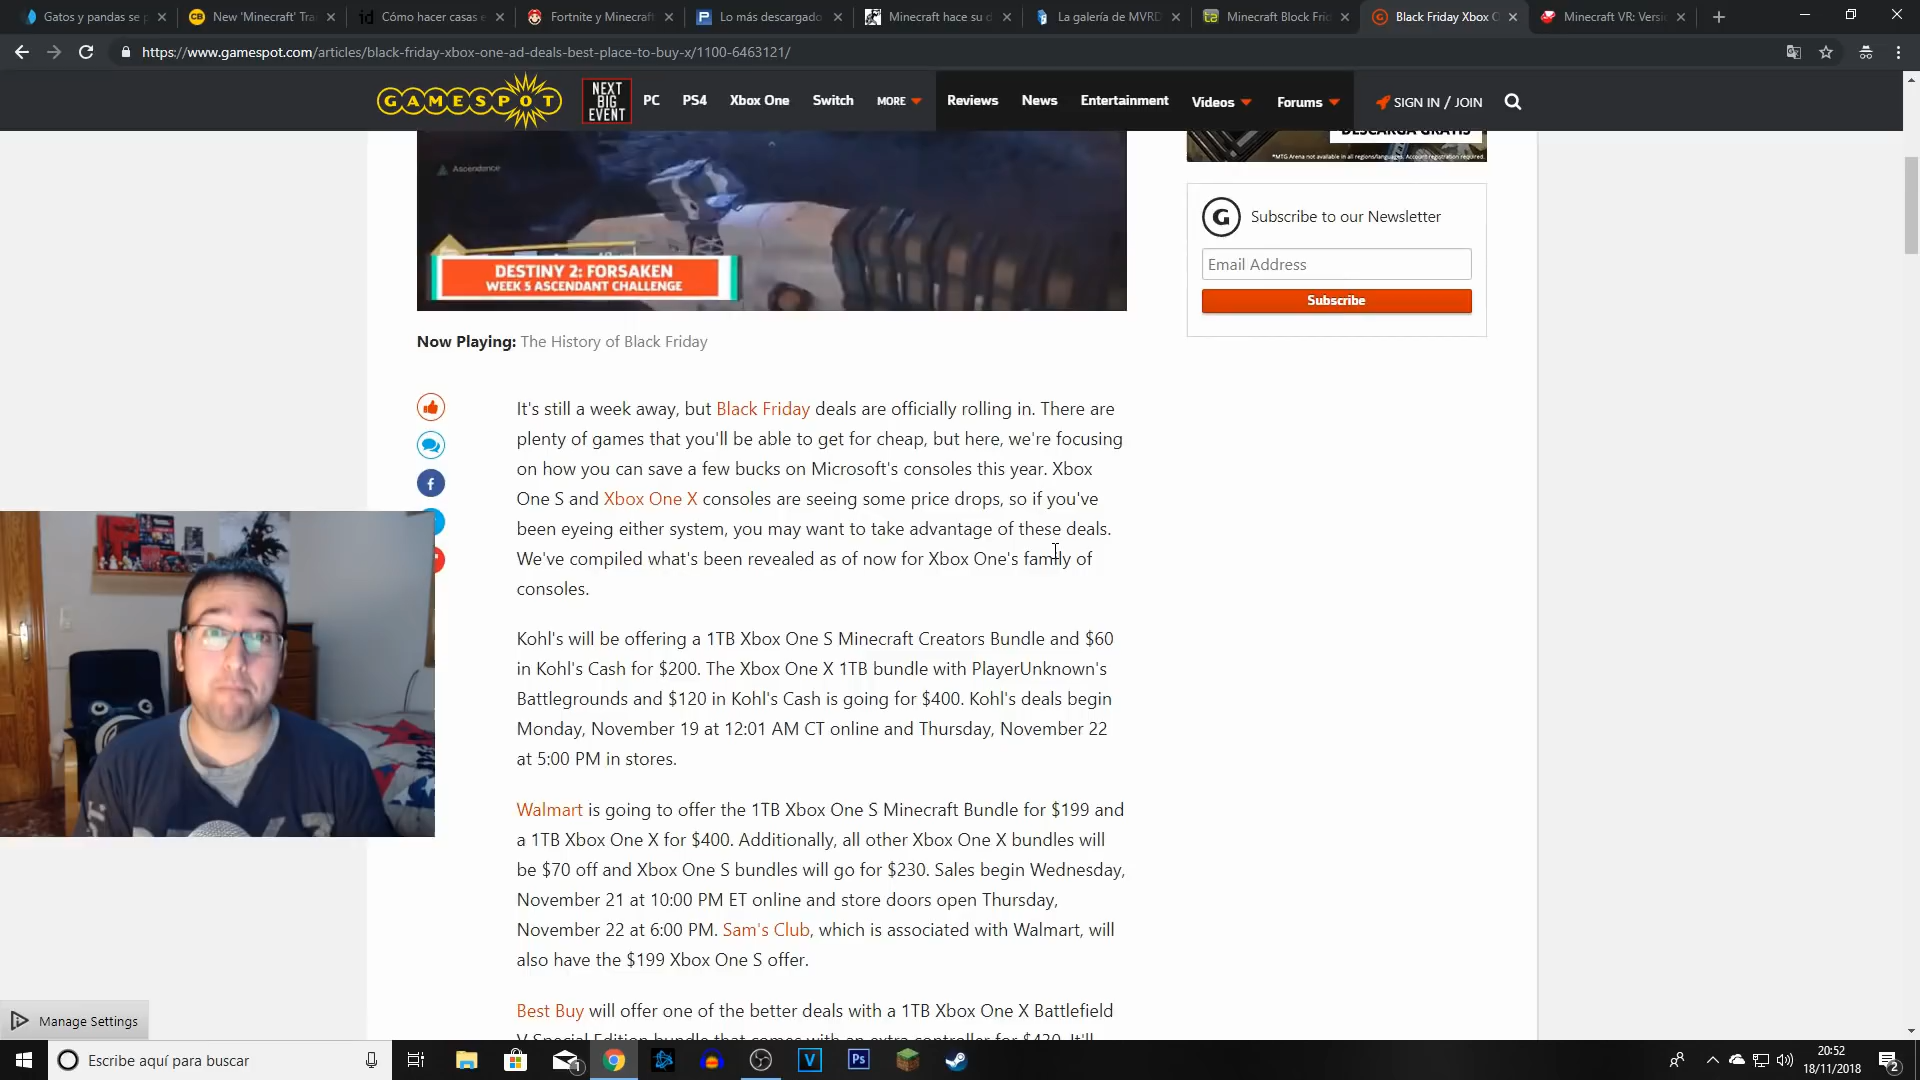 Gatos y pandas se p
New 'Minecraft' Trai
Cómo hacer casas e
Fortnite y Minecraft
Lo más descargado
Minecraft hace su d
La galería de MVRD
Minecraft Block Fric
Black Friday Xbox O
Minecraft VR: Versi
https://www.gamespot.com/articles/black-friday-xbox-one-ad-deals-best-place-to-buy-x/1100-6463121/
GAMESPOT
NEXT BIG EVENT
PC
PS4
Xbox One
Switch
MORE
Reviews
News
Entertainment
Videos
Forums
SIGN IN / JOIN
DESCARGA GRATIS
*MTG Arena not available in all regions/languages. Account registration required.
Ascendance
DESTINY 2: FORSAKEN
WEEK 5 ASCENDANT CHALLENGE
Subscribe to our Newsletter
Email Address
Subscribe
Now Playing: The History of Black Friday
It's still a week away, but Black Friday deals are officially rolling in. There are
plenty of games that you'll be able to get for cheap, but here, we're focusing
on how you can save a few bucks on Microsoft's consoles this year. Xbox
One S and Xbox One X consoles are seeing some price drops, so if you've
been eyeing either system, you may want to take advantage of these deals.
We've compiled what's been revealed as of now for Xbox One's family of
consoles.
Kohl's will be offering a 1TB Xbox One S Minecraft Creators Bundle and $60
in Kohl's Cash for $200. The Xbox One X 1TB bundle with PlayerUnknown's
Battlegrounds and $120 in Kohl's Cash is going for $400. Kohl's deals begin
Monday, November 19 at 12:01 AM CT online and Thursday, November 22
at 5:00 PM in stores.
Walmart is going to offer the 1TB Xbox One S Minecraft Bundle for $199 and
a 1TB Xbox One X for $400. Additionally, all other Xbox One X bundles will
be $70 off and Xbox One S bundles will go for $230. Sales begin Wednesday,
November 21 at 10:00 PM ET online and store doors open Thursday,
November 22 at 6:00 PM. Sam's Club, which is associated with Walmart, will
also have the $199 Xbox One S offer.
Best Buy will offer one of the better deals with a 1TB Xbox One X Battlefield
V Special Edition bundle that comes with an extra controller for $430. It'll
Manage Settings
Escribe aquí para buscar
20:52
18/11/2018